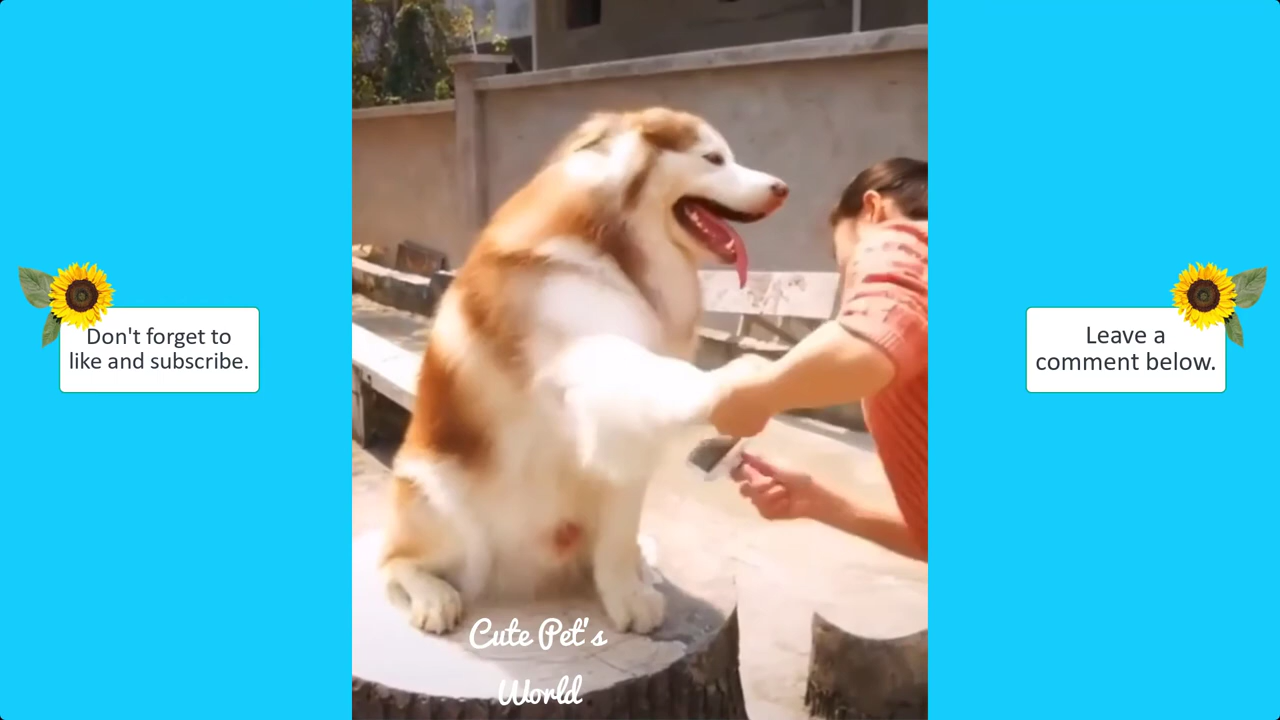 Don't forget to
like and subscribe.
Leave a
comment below.
Cute Pet's
World